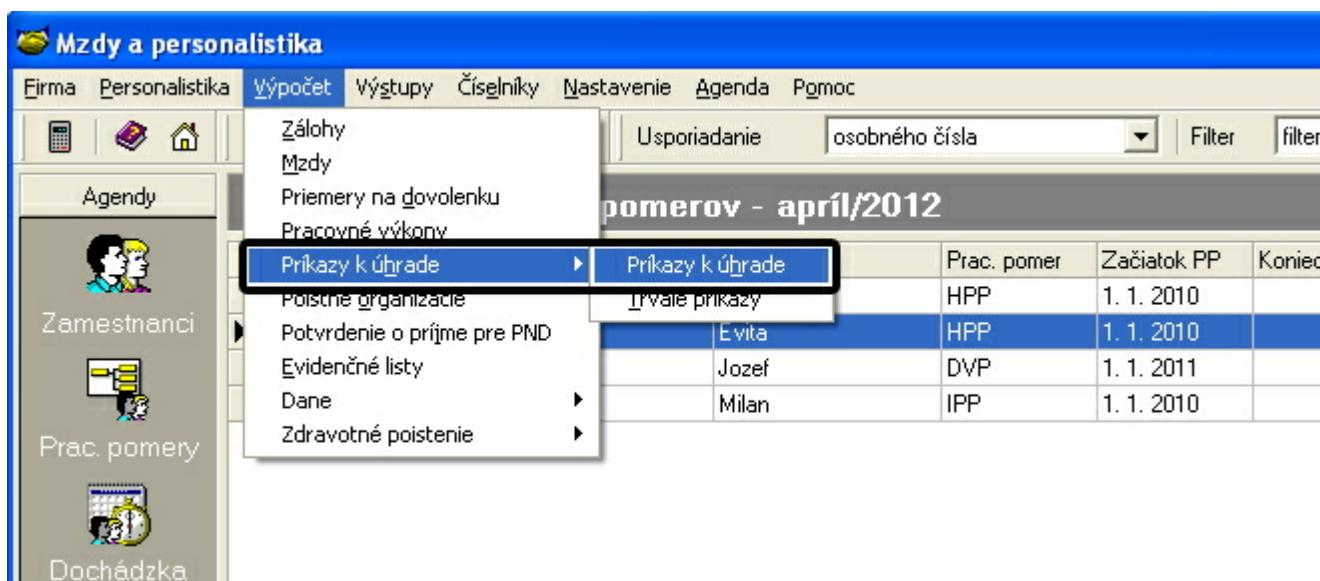 Mzdy a personalistika
Firma Personalistika Výpočet Výstupy Číselníky Nastavenie Agenda Pomoc
Usporiadanie osobného čísla Filter filter
Agendy
pomerov - apríl/2012
Zálohy
Mzdy
Priemery na dovolenku
Pracovné výkony
Príkazy k úhrade
Poistné organizácie
Potvrdenie o príjme pre PND
Evidenčné listy
Dane
Zdravotné poistenie
Príkazy k úhrade
Trvalé príkazy
Prac. pomer Začiatok PP Koniec
HPP 1. 1. 2010
Evita HPP 1. 1. 2010
Jozef DVP 1. 1. 2011
Milan IPP 1. 1. 2010
Zamestnanci
Prac. pomery
Dochádzka